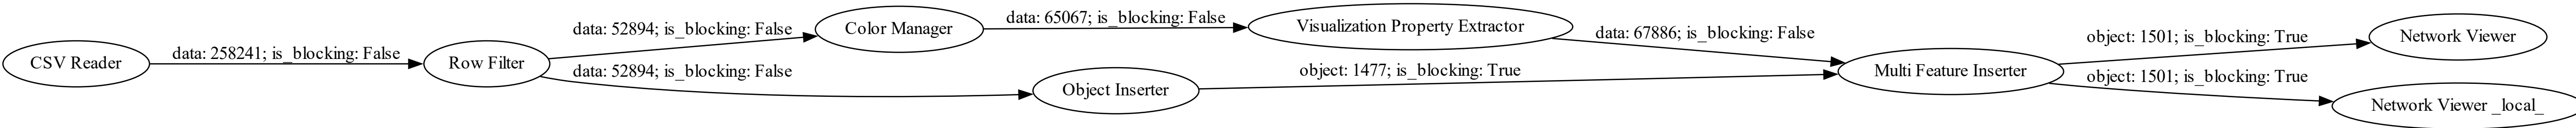 CSV Reader
data: 258241; is_blocking: False
Row Filter
data: 52894; is_blocking: False
data: 52894; is_blocking: False
Color Manager
data: 65067; is_blocking: False
Visualization Property Extractor
data: 67886; is_blocking: False
Object Inserter
object: 1477; is_blocking: True
Multi Feature Inserter
object: 1501; is_blocking: True
object: 1501; is_blocking: True
Network Viewer
Network Viewer _local_